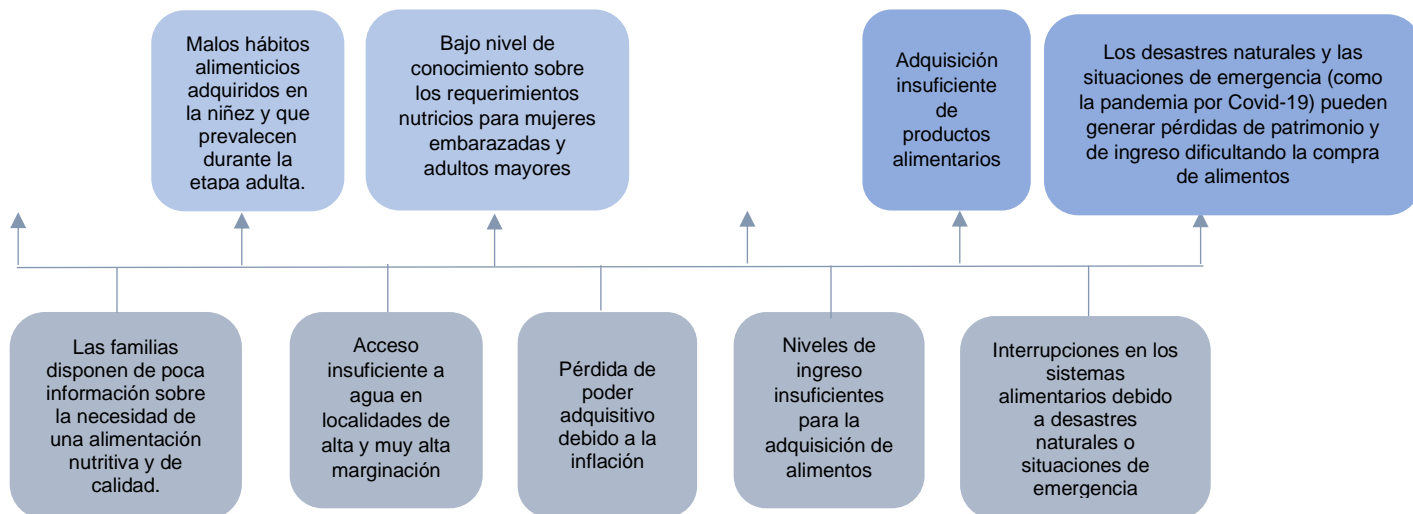 Malos hábitos
alimenticios
adquiridos en
la niñez y que
prevalecen
durante la
etapa adulta.
Bajo nivel de
conocimiento sobre
los requerimientos
nutricios para mujeres
embarazadas y
adultos mayores
Adquisición
insuficiente
de
productos
alimentarios
Los desastres naturales y las
situaciones de emergencia (como
la pandemia por Covid-19) pueden
generar pérdidas de patrimonio y
de ingreso dificultando la compra
de alimentos
Las familias
disponen de poca
información sobre
la necesidad de
una alimentación
nutritiva y de
calidad.
Acceso
insuficiente a
agua en
localidades de
alta y muy alta
marginación
Pérdida de
poder
adquisitivo
debido a la
inflación
Niveles de
ingreso
insuficientes
para la
adquisición de
alimentos
Interrupciones en los
sistemas
alimentarios debido
a desastres
naturales o
situaciones de
emergencia